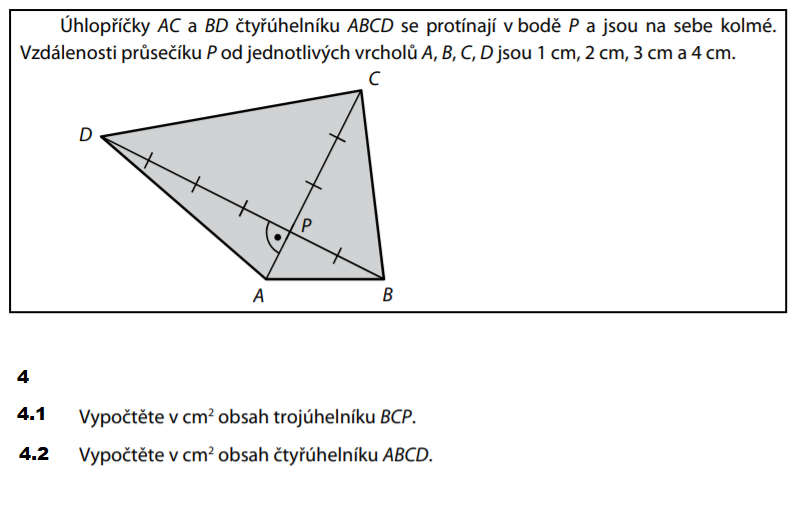 Úhlopříčky AC a BD čtyřúhelníku ABCD se protínají v bodě P a jsou na sebe kolmé.
Vzdálenosti průsečíku P od jednotlivých vrcholů A, B, C, D jsou 1 cm, 2 cm, 3 cm a 4 cm.
C
D
P
A
B
4
4.1 Vypočtěte v cm² obsah trojúhelníku BCP.
4.2 Vypočtěte v cm² obsah čtyřúhelníku ABCD.